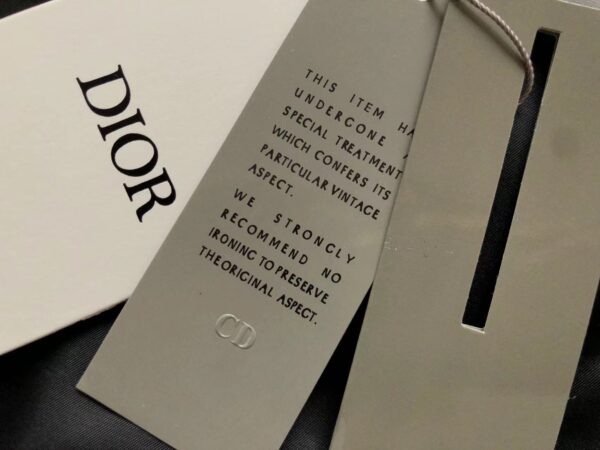 DIOR
THIS ITEM HA
UNDERGONE A
SPECIAL TREATMENT
WHICH CONFERS ITS
PARTICULAR VINTAGE
ASPECT.
WE STRONGLY
RECOMMEND NO
IRONING TO PRESERVE
THE ORIGINAL ASPECT.
CD